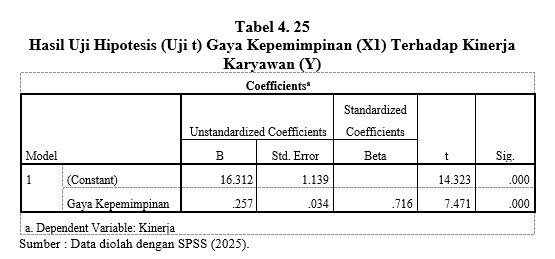 Tabel 4. 25
Hasil Uji Hipotesis (Uji t) Gaya Kepemimpinan (X1) Terhadap Kinerja
Karyawan (Y)
Coefficientsª
Model Unstandardized Coefficients Standardized Coefficients t Sig.
B Std. Error Beta
1 (Constant) 16.312 1.139 14.323 .000
Gaya Kepemimpinan .257 .034 .716 7.471 .000
a. Dependent Variable: Kinerja
Sumber : Data diolah dengan SPSS (2025).